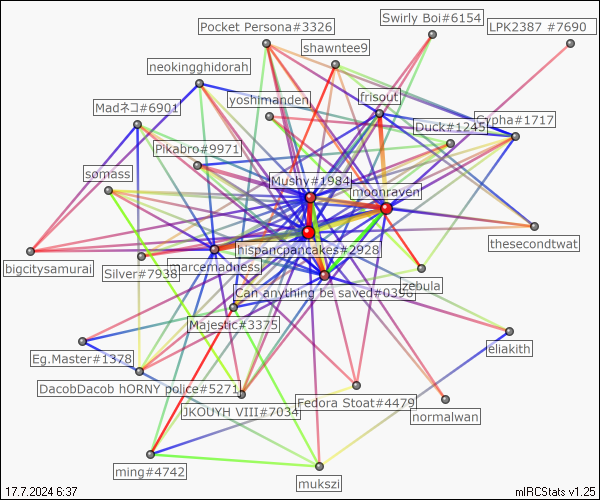 Swirly Boi#6154
LPK2387 #7690
Pocket Persona#3326
shawntee9
neokingghidorah
yoshimanden
frisout
Madネコ#6901
Duck#1245
Cypha#1717
Pikabro#9971
somass
Mushy#1984
moonraven
thesecondtwat
hispancpancakes#2928
bigcitysamurai
Silver#7938
marcemadness
zebula
Can anything be saved#0398
Majestic#3375
eliakith
Eg.Master#1378
DacobDacob hORNY police#5271
Fedora Stoat#4479
JKOUYH VIII#7034
normalwan
ming#4742
mukszi
17.7.2024 6:37
mIRCStats v1.25